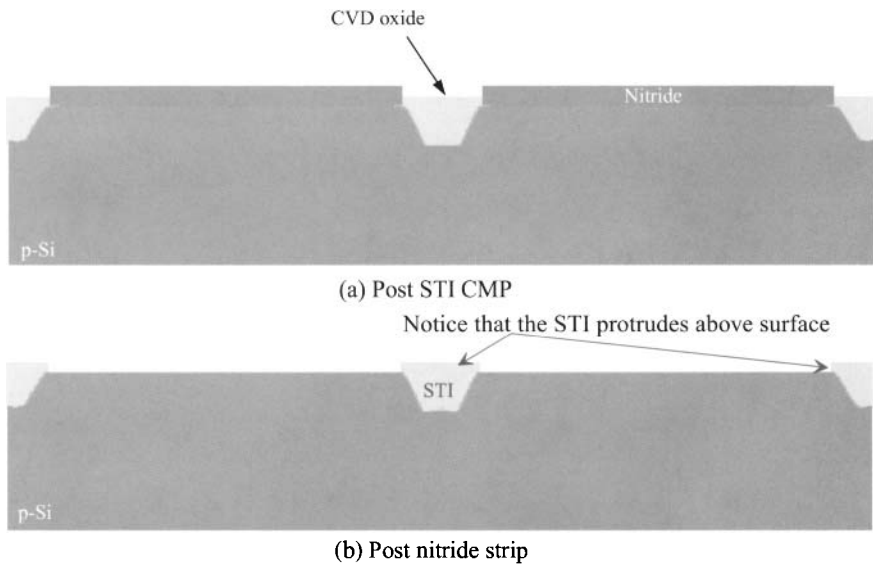 CVD oxide
Nitride
p-Si
(a) Post STI CMP
Notice that the STI protrudes above surface
STI
p-Si
(b) Post nitride strip